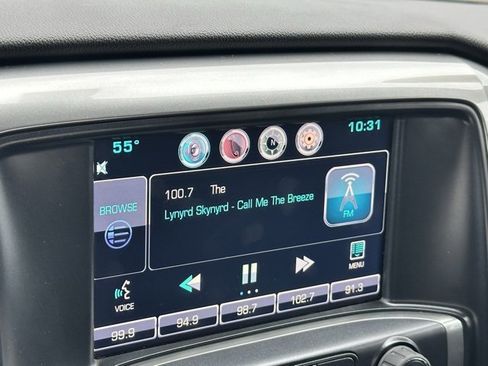 55°
10:31
N
100.7 The
Lynyrd Skynyrd - Call Me The Breeze
FM
BROWSE
VOICE
MENU
99.9 94.9 98.7 102.7 91.3